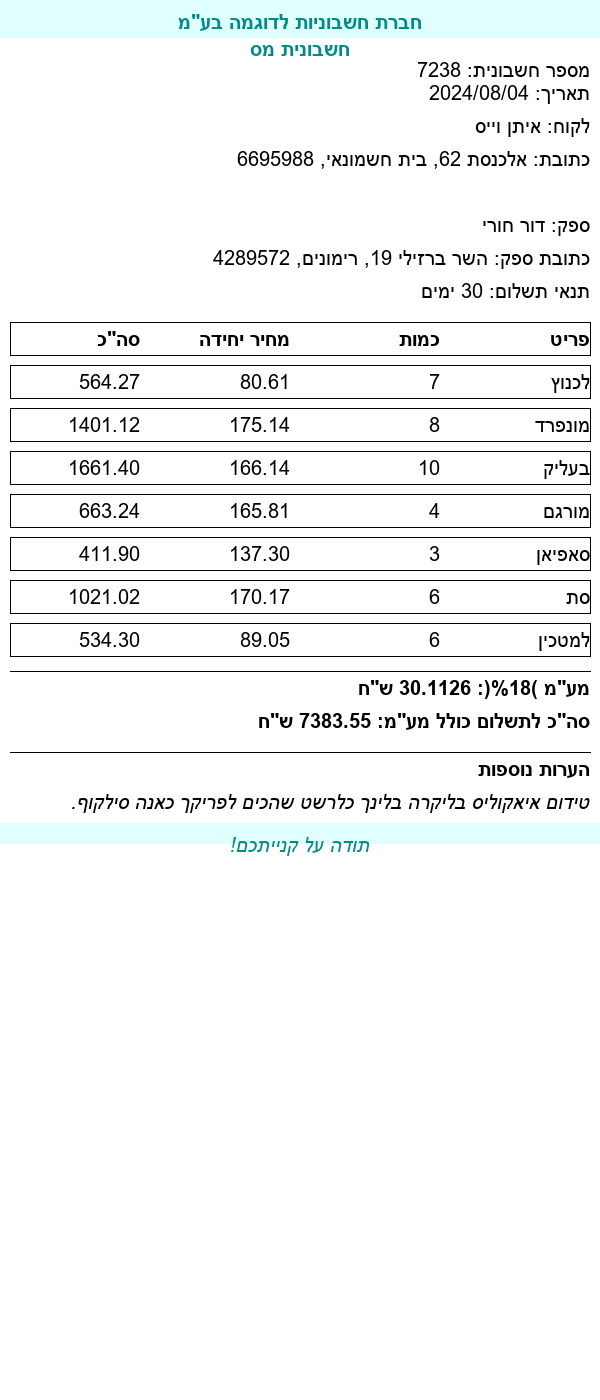 חברת חשבוניות לדוגמה בע"מ
חשבונית מס
מספר חשבונית: 7238
תאריך: 2024/08/04
לקוח: איתן וייס
כתובת: אלכנסת 62, בית חשמונאי, 6695988
ספק: דור חורי
כתובת ספק: השר ברזילי 19, רימונים, 4289572
תנאי תשלום: 30 ימים
פריט כמות מחיר יחידה סה"כ
לכנוץ 7 80.61 564.27
מונפרד 8 175.14 1401.12
בעליק 10 166.14 1661.40
מורגם 4 165.81 663.24
סאפיאן 3 137.30 411.90
סת 6 170.17 1021.02
למטכין 6 89.05 534.30
מע"מ )18%(: 30.1126 ש"ח
סה"כ לתשלום כולל מע"מ: 7383.55 ש"ח
הערות נוספות
טידום איאקוליס בליקרה בלינך כלרשט שהכים לפריקך כאנה סילקוף.
תודה על קנייתכם!